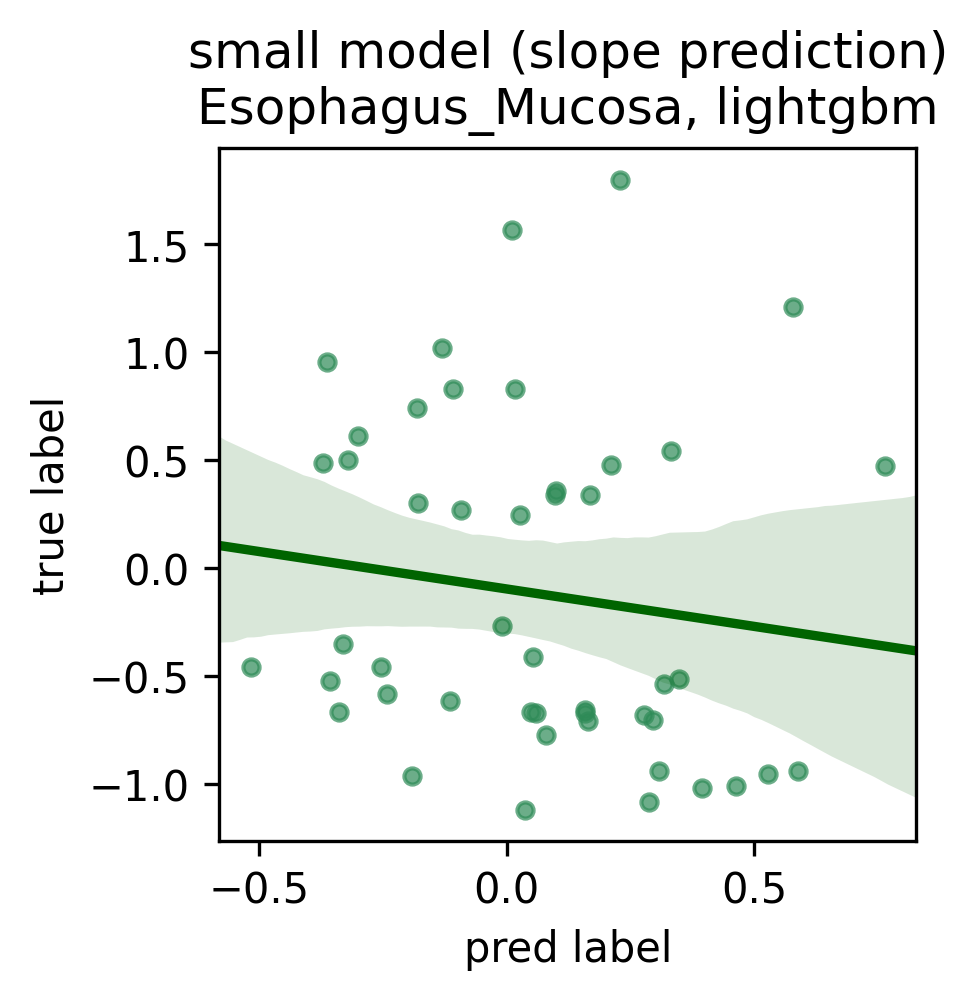 small model (slope prediction)
Esophagus_Mucosa, lightgbm
1.5
1.0
0.5
0.0
−0.5
−1.0
true label
−0.5 0.0 0.5
pred label